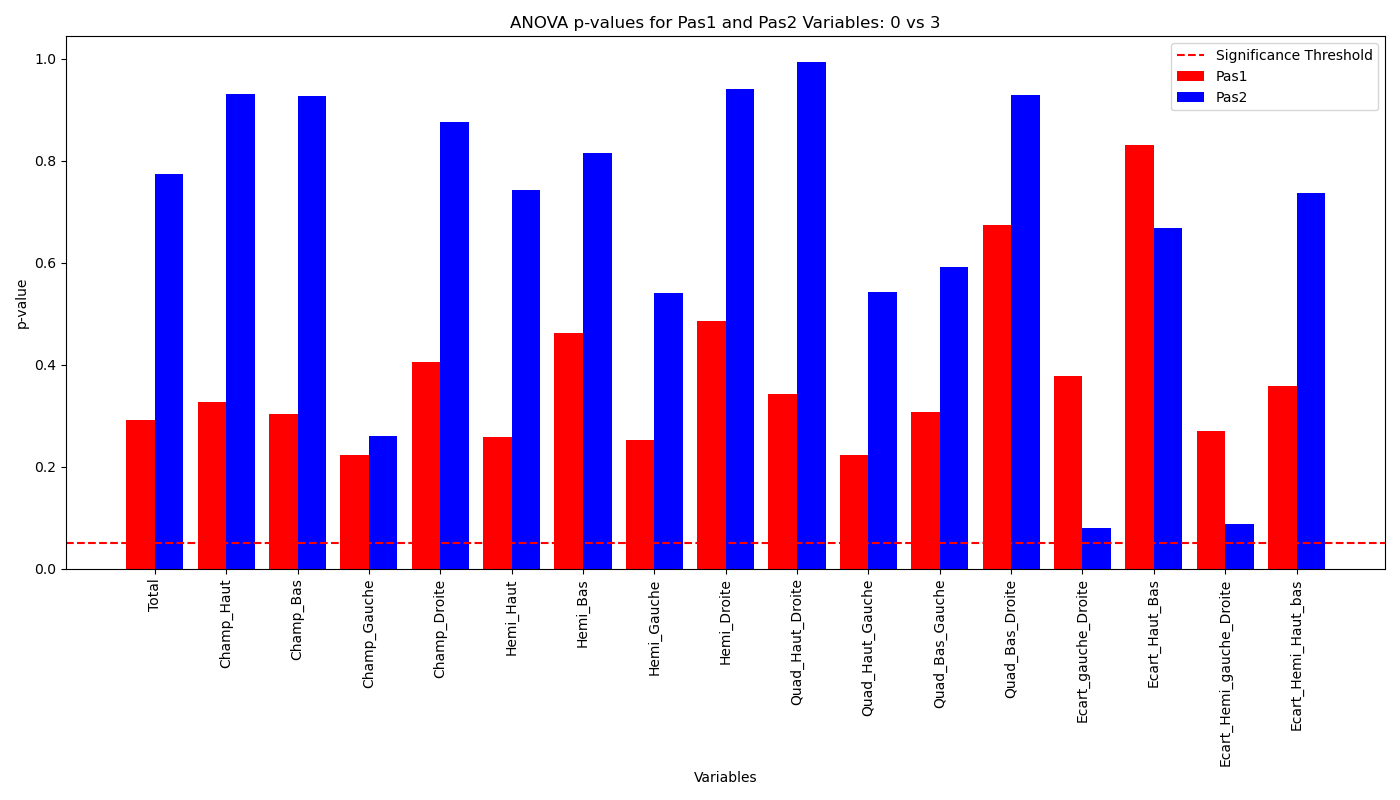 ANOVA p-values for Pas1 and Pas2 Variables: 0 vs 3
Significance Threshold
Pas1
Pas2
p-value
1.0
0.8
0.6
0.4
0.2
0.0
Total
Champ_Haut
Champ_Bas
Champ_Gauche
Champ_Droite
Hemi_Haut
Hemi_Bas
Hemi_Gauche
Hemi_Droite
Quad_Haut_Droite
Quad_Haut_Gauche
Quad_Bas_Gauche
Quad_Bas_Droite
Ecart_gauche_Droite
Ecart_Haut_Bas
Ecart_Hemi_gauche_Droite
Ecart_Hemi_Haut_bas
Variables